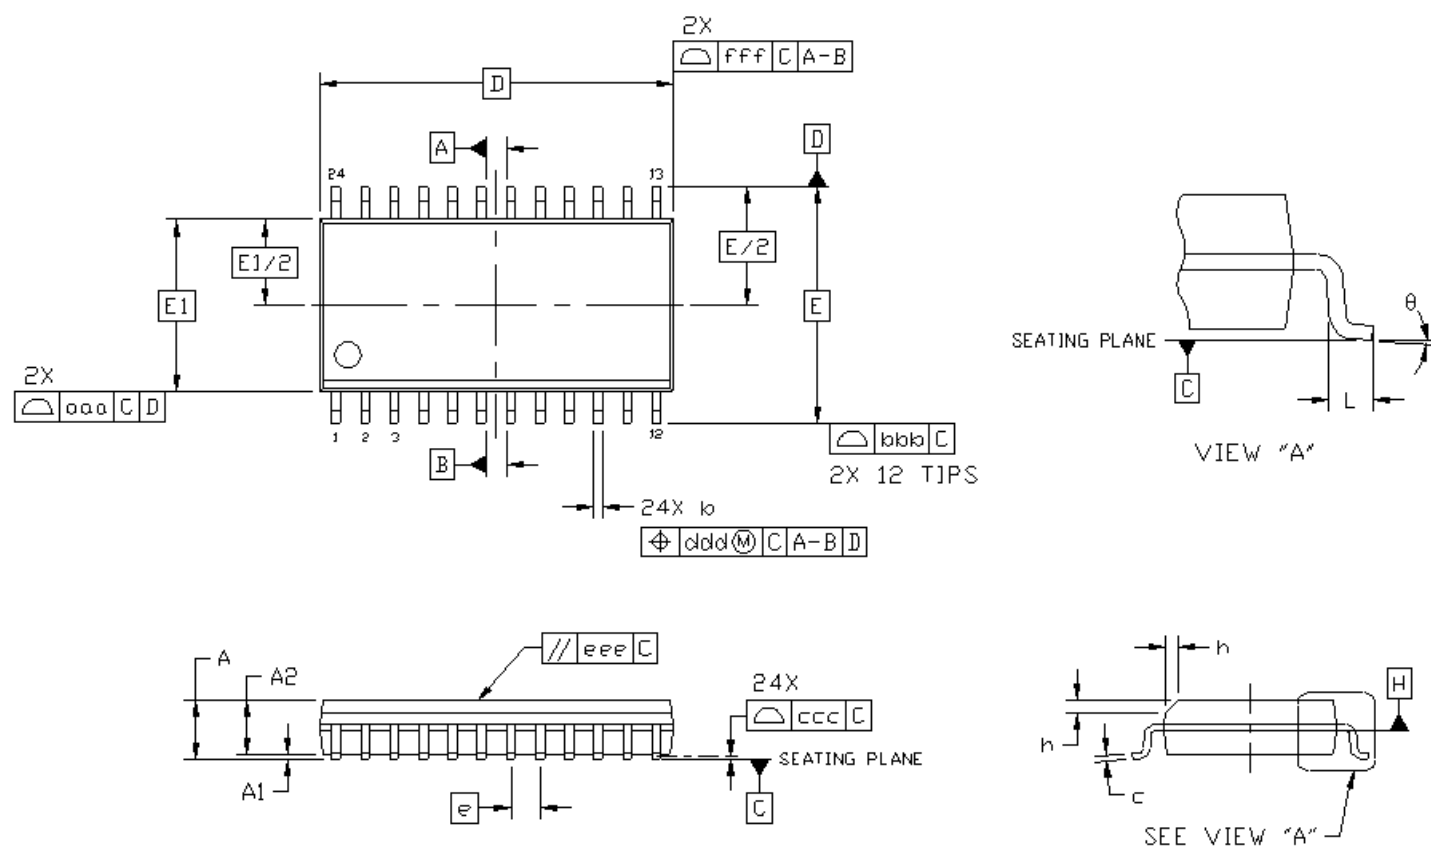 2X
fff C A-B
D
A
D
24 13
E1/2
E/2
E1
E
2X
aaa C D
1 2 3 12
bbb C
2X 12 TIPS
B
24X b
ddd M C A-B D
θ
SEATING PLANE
C
L
VIEW "A"
A
A2
// eee C
24X
ccc C
SEATING PLANE
A1
e
C
h
H
h
c
SEE VIEW "A"